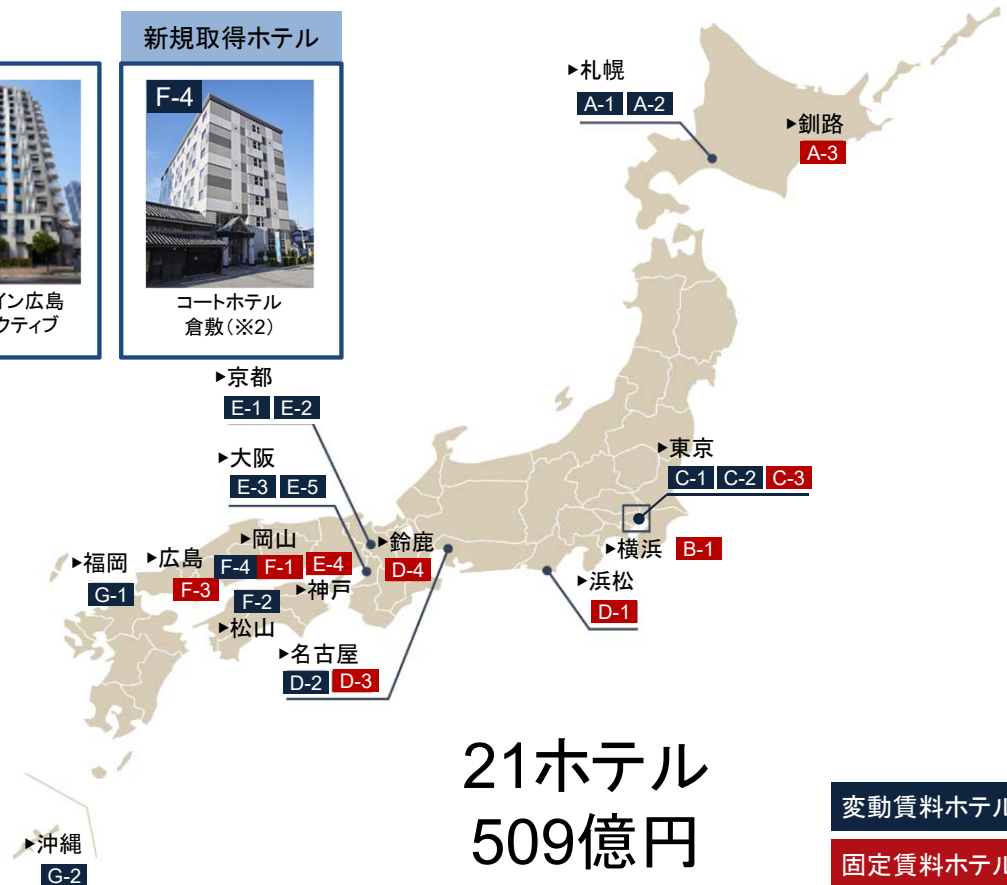 新規取得ホテル
F-4
イン広島
クティブ
コートホテル
倉敷(※2)
▶札幌
A-1 A-2
▶釧路
A-3
▶京都
E-1 E-2
▶大阪
E-3 E-5
▶東京
C-1 C-2 C-3
▶横浜 B-1
▶福岡
G-1
▶広島
F-3
▶岡山
F-4 F-1
E-4
▶神戸
F-2
▶松山
▶鈴鹿
D-4
▶浜松
D-1
▶名古屋
D-2 D-3
▶沖縄
G-2
21ホテル
509億円
変動賃料ホテル
固定賃料ホテル